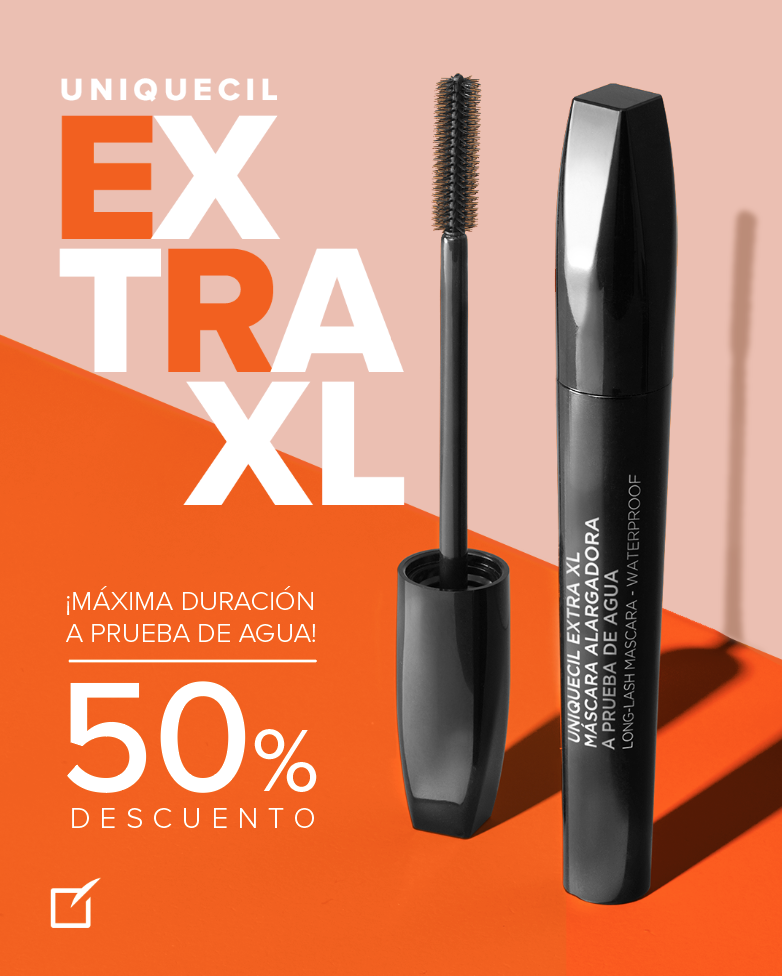 UNIQUECIL
EX
TRA
XL
¡MÁXIMA DURACIÓN
A PRUEBA DE AGUA!
50%
DESCUENTO
UNIQUECIL EXTRA XL
MÁSCARA ALARGADORA
A PRUEBA DE AGUA
LONG-LASH MASCARA - WATERPROOF